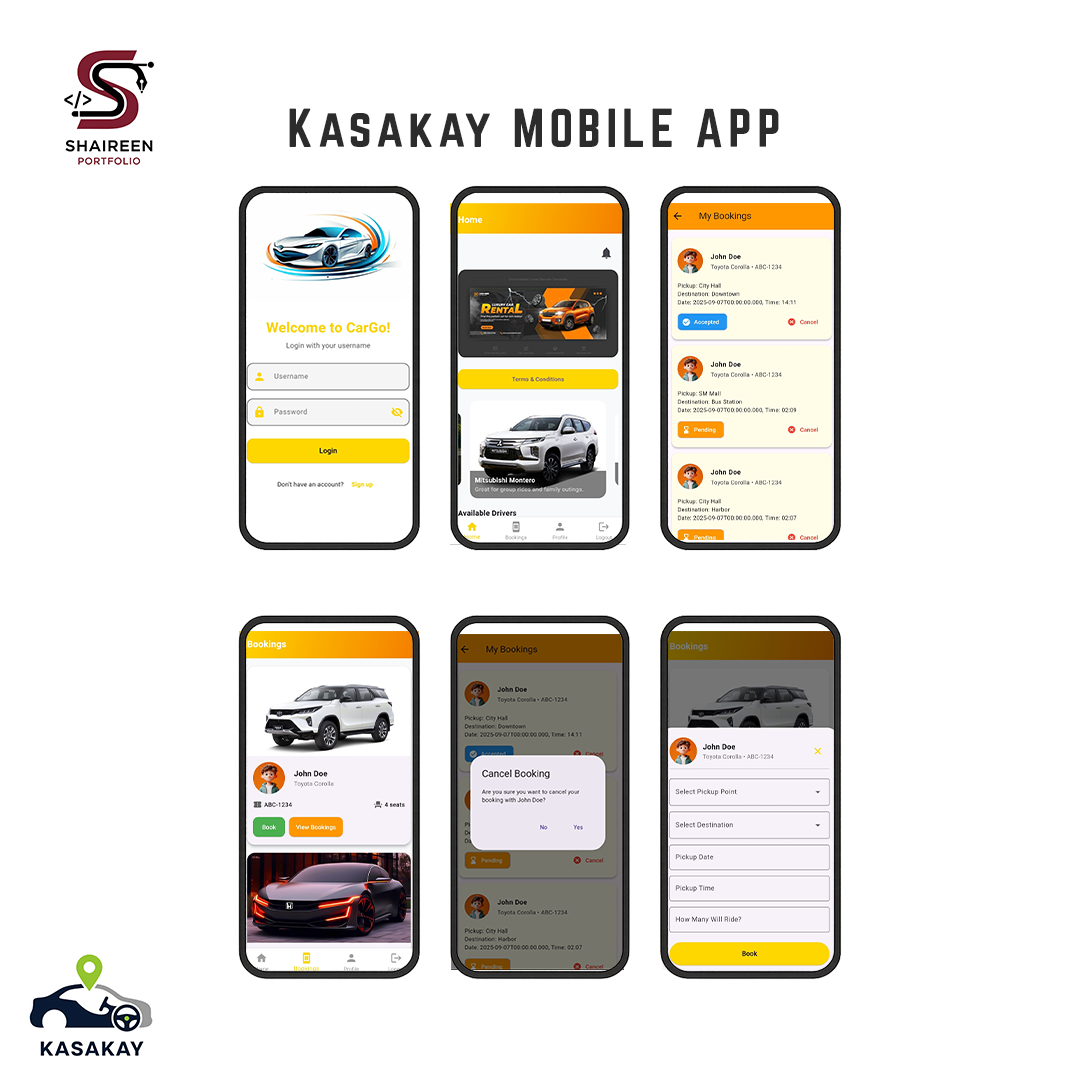 </>
SHAIREEN
PORTFOLIO
KASAKAY MOBILE APP
Welcome to CarGo!
Login with your username
Username
Password
Login
Don't have an account? Sign up
Home
LUXURY CAR
RENTAL
Terms & Conditions
Mitsubishi Montero
Great for group rides and family outings.
Available Drivers
Home Bookings Profile Logout
My Bookings
John Doe
Toyota Corolla • ABC-1234
Pickup: City Hall
Destination: Downtown
Date: 2025-09-07T00:00:00.000, Time: 14:11
Accepted Cancel
John Doe
Toyota Corolla • ABC-1234
Pickup: SM Mall
Destination: Bus Station
Date: 2025-09-07T00:00:00.000, Time: 02:09
Pending Cancel
John Doe
Toyota Corolla • ABC-1234
Pickup: City Hall
Destination: Harbor
Date: 2025-09-07T00:00:00.000, Time: 02:07
Pending Cancel
Bookings
John Doe
Toyota Corolla
ABC-1234 4 seats
Book View Bookings
Bookings Profile
My Bookings
John Doe
Toyota Corolla • ABC-1234
Pickup: City Hall
Destination: Downtown
Date: 2025-09-07T00:00:00.000, Time: 14:11
Accepted Cancel
Cancel Booking
Are you sure you want to cancel your
booking with John Doe?
No Yes
Pending Cancel
John Doe
Toyota Corolla • ABC-1234
Pickup: City Hall
Destination: Harbor
Date: 2025-09-07T00:00:00.000, Time: 02:07
Pending Cancel
Bookings
John Doe
Toyota Corolla • ABC-1234
Select Pickup Point
Select Destination
Pickup Date
Pickup Time
How Many Will Ride?
Book
KASAKAY